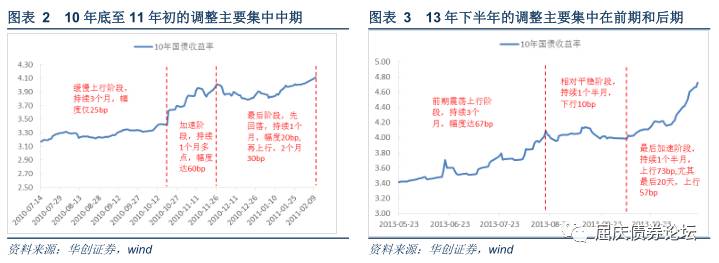 图表 2 10年底至11年初的调整主要集中中期
10年国债收益率
4.30
4.10
3.90
3.70
3.50
3.30
3.10
2.90
2.70
2.50
缓慢上行阶段,
持续3个月,幅
度仅25bp
加速阶
段,持续
1个月多
点,幅度
达60bp
最后阶段,先
回落,持续1个
月,幅度20bp,
再上行,2个月
30bp
2010-07-14
2010-07-29
2010-08-13
2010-08-28
2010-09-12
2010-09-27
2010-10-12
2010-10-27
2010-11-11
2010-11-26
2010-12-11
2010-12-26
2011-01-10
2011-01-25
2011-02-09
资料来源:华创证券,wind
图表 3 13年下半年的调整主要集中在前期和后期
10年国债收益率
5.00
4.80
4.60
4.40
4.20
4.00
3.80
3.60
3.40
3.20
3.00
前期震荡上行阶
段,持续3个
月,幅度达67bp
相对平稳阶段,
持续1个半月,
下行10bp
最后加速阶段,
持续1个半月,
上行73bp,尤其
最后20天,上行
57bp
2013-05-23
2013-06-23
2013-07-23
2013-08-23
资料来源:华创证券,wind
屈庆债券论坛